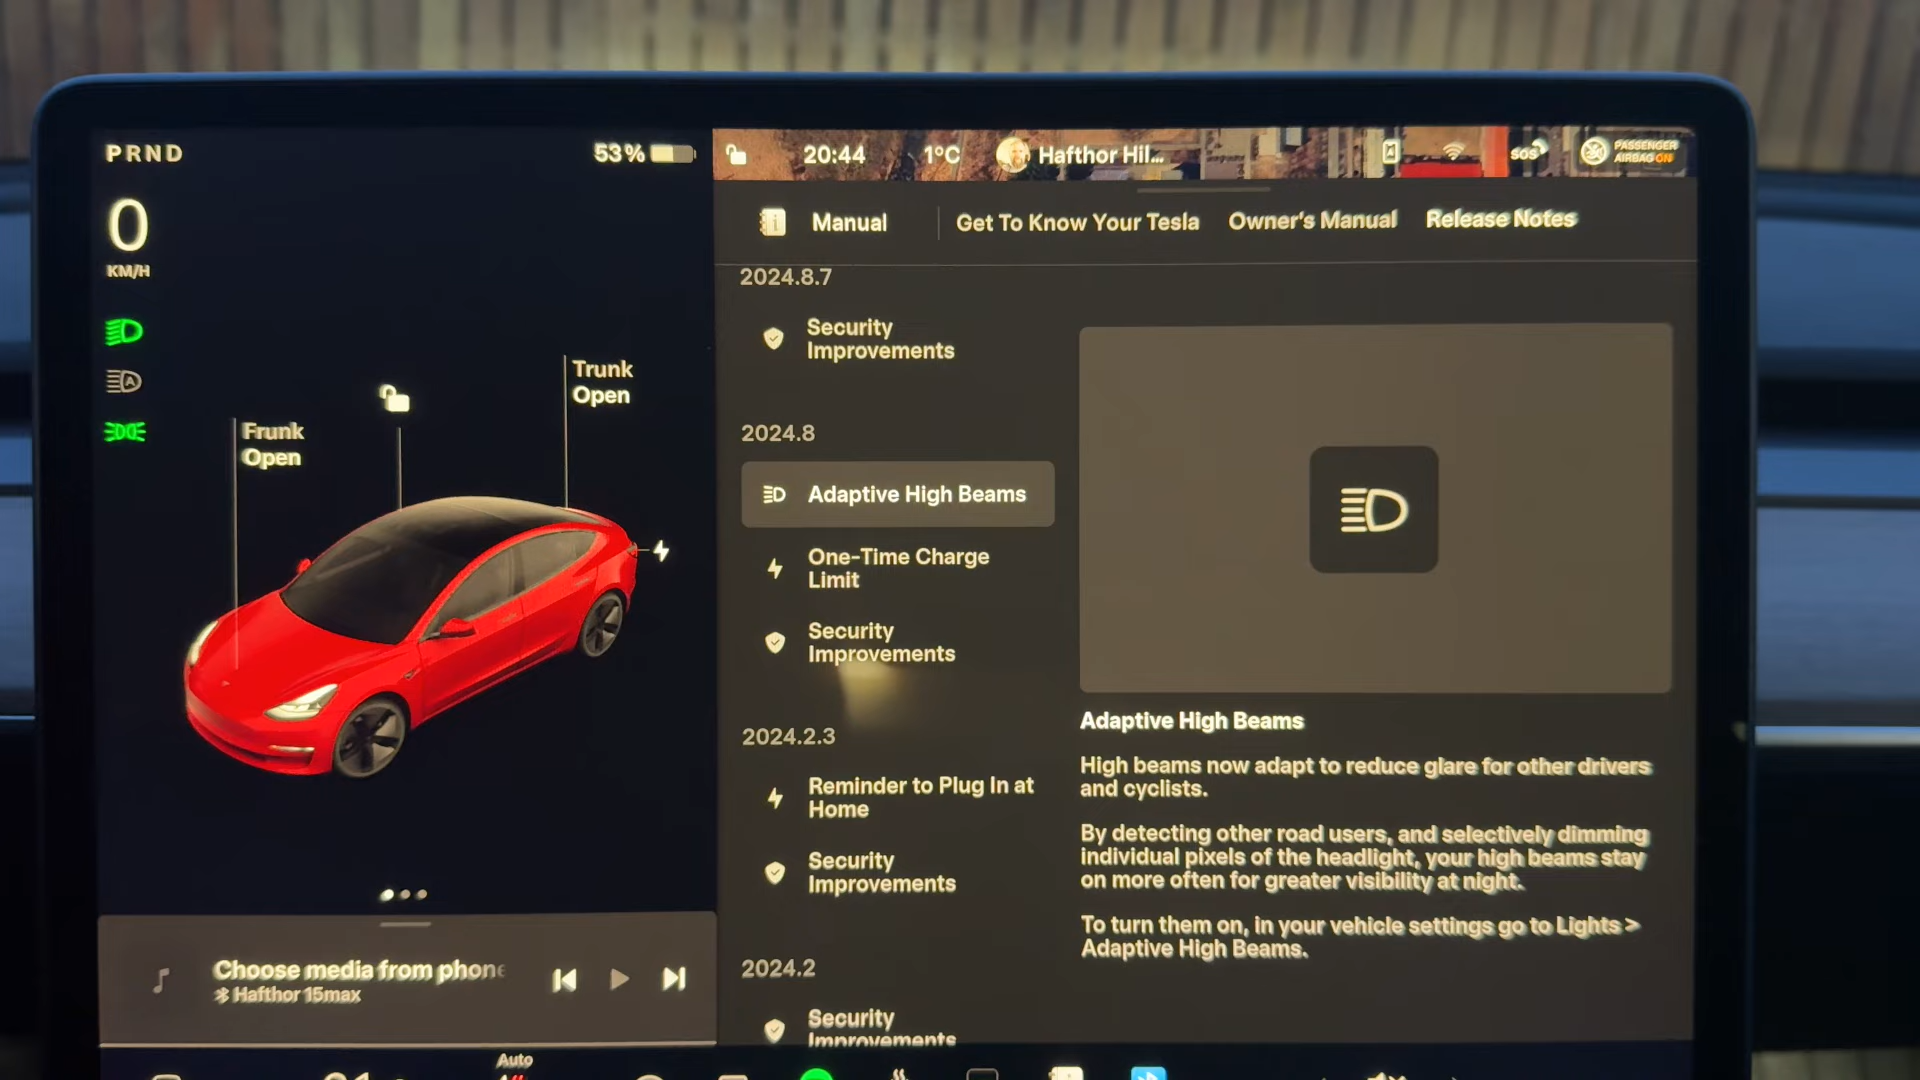 PRND
53%
20:44
1°C
Hafthor Hil...
SOS
PASSENGER
AIRBAG ON
0
KM/H
A
Frunk
Open
Trunk
Open
Choose media from phone
Hafthor 15max
Manual
Get To Know Your Tesla
Owner's Manual
Release Notes
2024.8.7
Security
Improvements
2024.8
Adaptive High Beams
One-Time Charge
Limit
Security
Improvements
2024.2.3
Reminder to Plug In at
Home
Security
Improvements
2024.2
Security
Improvements
Adaptive High Beams
High beams now adapt to reduce glare for other drivers
and cyclists.
By detecting other road users, and selectively dimming
individual pixels of the headlight, your high beams stay
on more often for greater visibility at night.
To turn them on, in your vehicle settings go to Lights >
Adaptive High Beams.
Auto